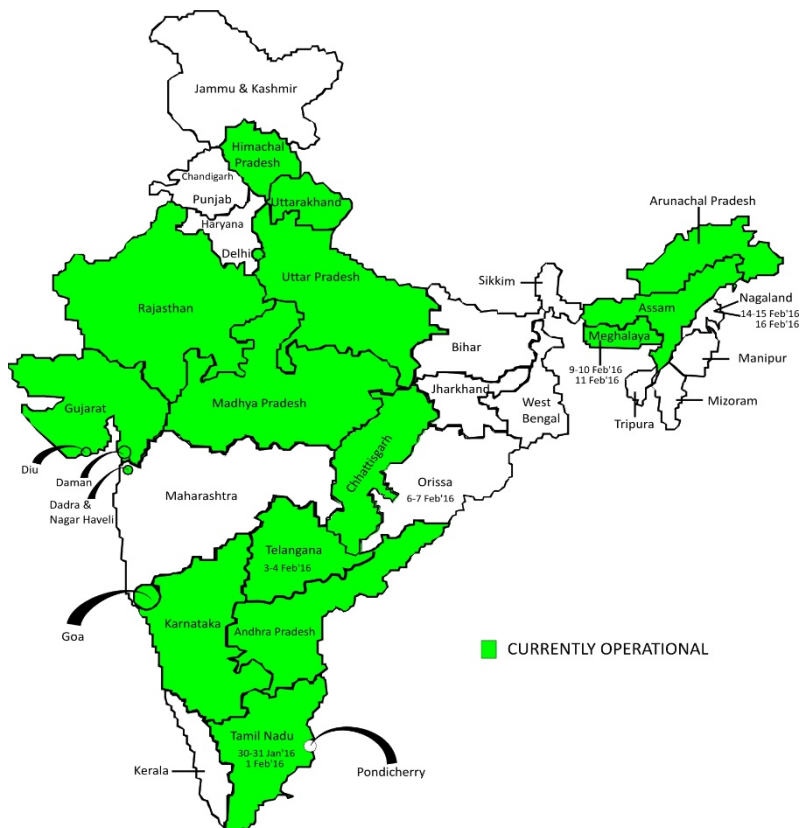 Jammu & Kashmir
Himachal
Pradesh
Chandigarh
Punjab
Uttarakhand
Haryana
Delhi
Arunachal Pradesh
Uttar Pradesh
Sikkim
Rajasthan
Assam
Nagaland
14-15 Feb'16
16 Feb'16
Meghalaya
9-10 Feb'16
11 Feb'16
Bihar
Manipur
Jharkhand
West
Bengal
Mizoram
Tripura
Gujarat
Madhya Pradesh
Chhattisgarh
Diu
Daman
Dadra &
Nagar Haveli
Maharashtra
Orissa
6-7 Feb'16
Telangana
3-4 Feb'16
Goa
Karnataka
Andhra Pradesh
CURRENTLY OPERATIONAL
Tamil Nadu
30-31 Jan'16
1 Feb'16
Kerala
Pondicherry